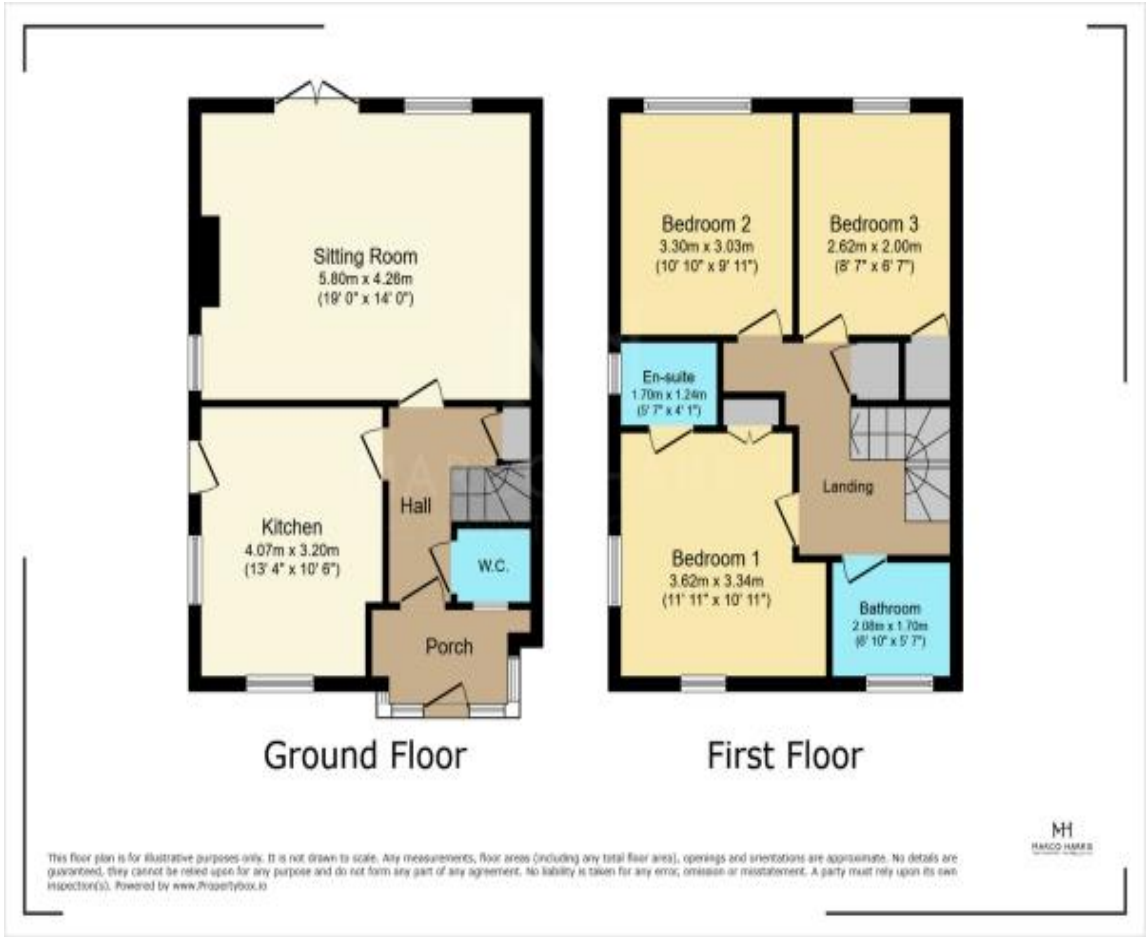 Sitting Room
5.80m x 4.26m
(19' 0" x 14' 0")
Kitchen
4.07m x 3.20m
(13' 4" x 10' 6")
Hall
W.C.
Porch
Ground Floor
Bedroom 2
3.30m x 3.03m
(10' 10" x 9' 11")
Bedroom 3
2.62m x 2.00m
(8' 7" x 6' 7")
En-suite
1.70m x 1.24m
(5' 7" x 4' 1")
Landing
Bedroom 1
3.62m x 3.34m
(11' 11" x 10' 11")
Bathroom
2.08m x 1.70m
(6' 10" x 5' 7")
First Floor
MH
MARCO HARRIS
This floor plan is for illustrative purposes only. It is not drawn to scale. Any measurements, floor areas (including any total floor area), openings and orientations are approximate. No details are
guaranteed, they cannot be relied upon for any purpose and do not form any part of any agreement. No liability is taken for any error, omission or misstatement. A party must rely upon its own
inspection(s). Powered by www.Propertybox.io